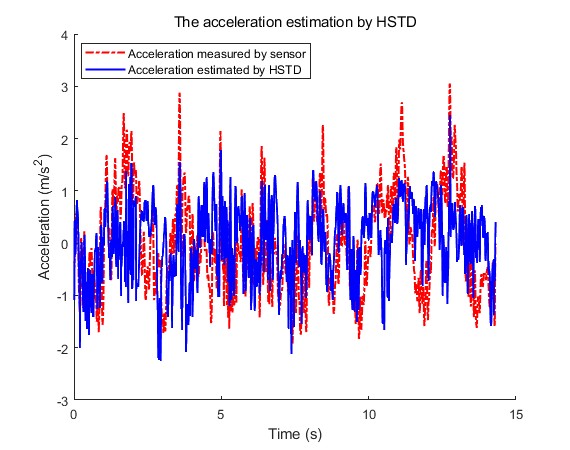 The acceleration estimation by HSTD
Acceleration measured by sensor
Acceleration estimated by HSTD
Acceleration (m/s²)
4
3
2
1
0
-1
-2
-3
0 5 10 15
Time (s)